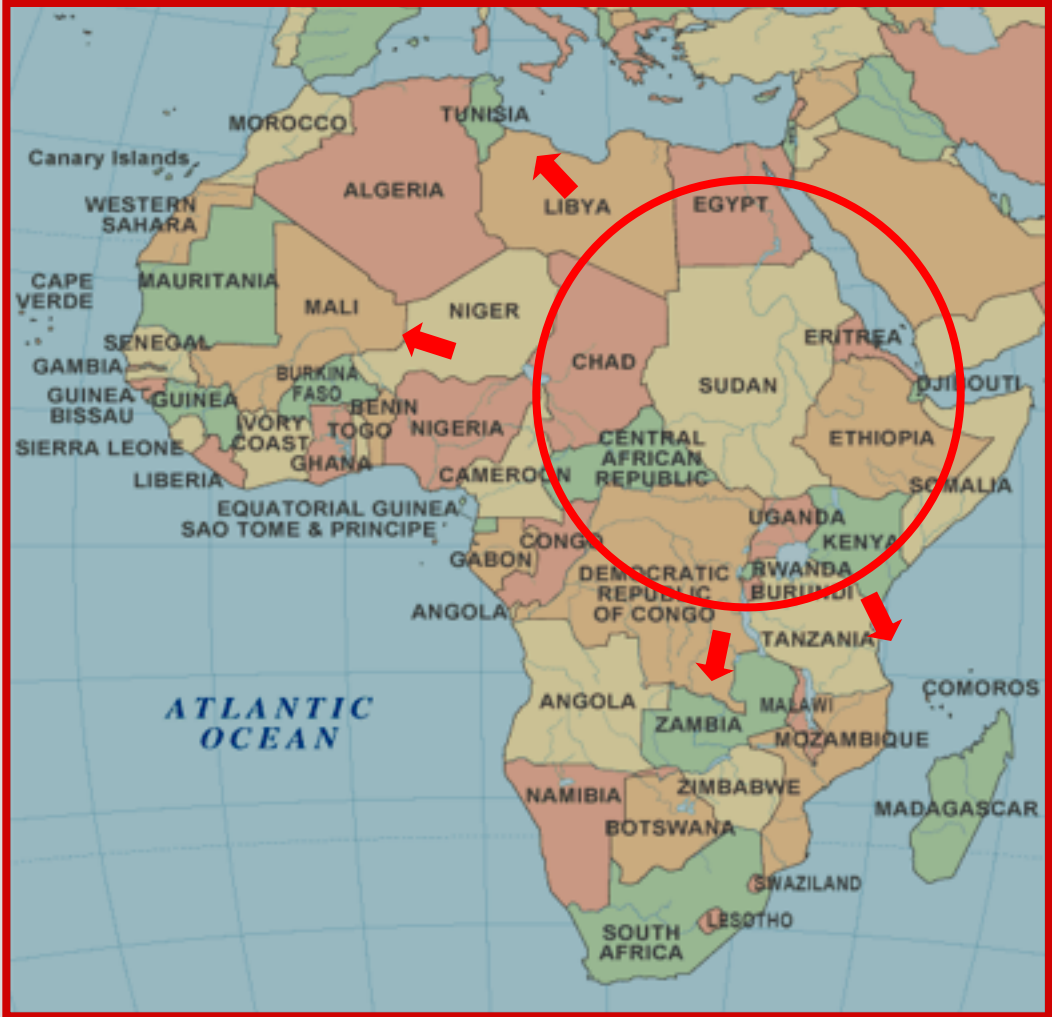 TUNISIA
MOROCCO
Canary Islands
ALGERIA
LIBYA
EGYPT
WESTERN
SAHARA
CAPE
VERDE
MAURITANIA
MALI
NIGER
CHAD
SUDAN
ERITREA
SENEGAL
GAMBIA
GUINEA
BISSAU
GUINEA
BURKINA
FASO
BENIN
DJIBOUTI
IVORY
COAST
TOGO
NIGERIA
ETHIOPIA
SIERRA LEONE
GHANA
CENTRAL
AFRICAN
REPUBLIC
LIBERIA
CAMEROON
SOMALIA
EQUATORIAL GUINEA
SAO TOME & PRINCIPE
UGANDA
KENYA
GABON
CONGO
DEMOCRATIC
REPUBLIC
OF CONGO
RWANDA
BURUNDI
ANGOLA
TANZANIA
ATLANTIC
OCEAN
ANGOLA
ZAMBIA
MALAWI
COMOROS
MOZAMBIQUE
NAMIBIA
ZIMBABWE
BOTSWANA
MADAGASCAR
SWAZILAND
LESOTHO
SOUTH
AFRICA